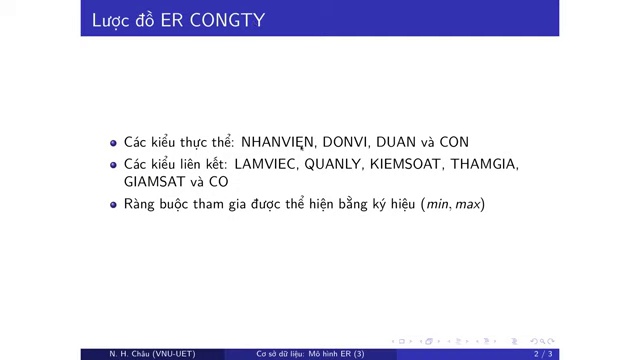 Lược đồ ER CONGTY
Các kiểu thực thể: NHANVIEN, DONVI, DUAN và CON
Các kiểu liên kết: LAMVIEC, QUANLY, KIEMSOAT, THAMGIA,
GIAMSAT và CO
Ràng buộc tham gia được thể hiện bằng ký hiệu (min, max)
N. H. Châu (VNU-UET) Cơ sở dữ liệu: Mô hình ER (3) 2 / 3